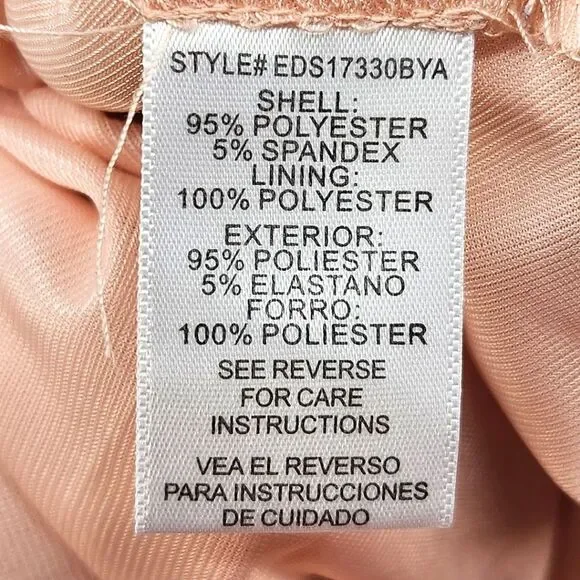 STYLE# EDS17330BYA
SHELL:
95% POLYESTER
5% SPANDEX
LINING:
100% POLYESTER
EXTERIOR:
95% POLIESTER
5% ELASTANO
FORRO:
100% POLIESTER
SEE REVERSE
FOR CARE
INSTRUCTIONS
VEA EL REVERSO
PARA INSTRUCCIONES
DE CUIDADO